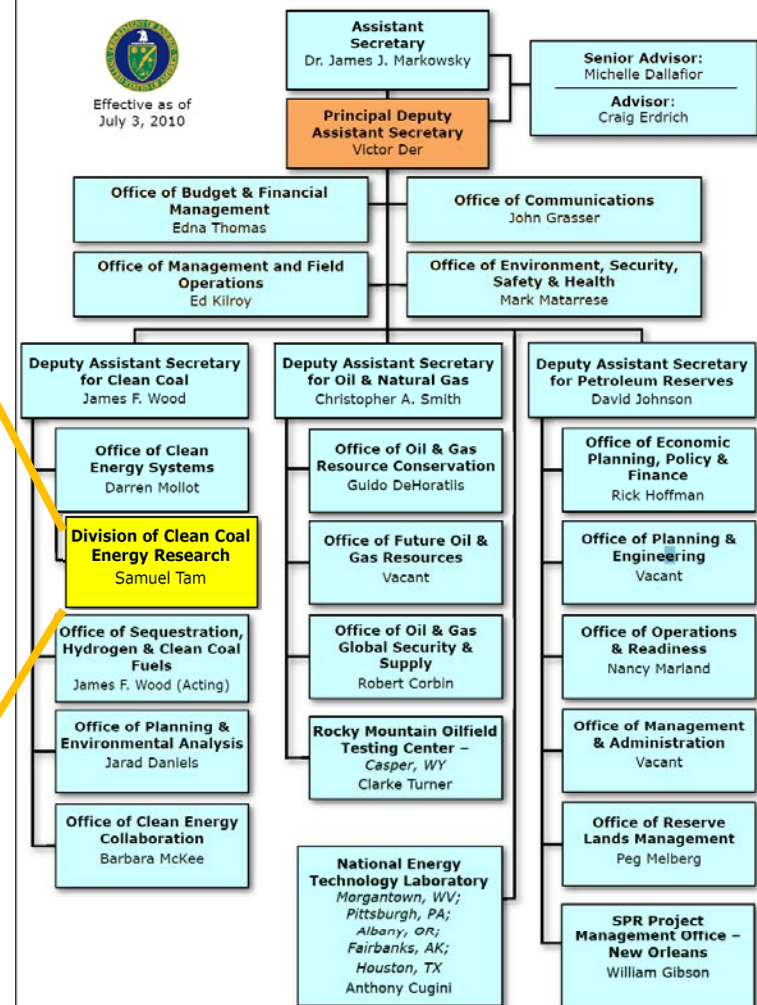 Effective as of
July 3, 2010
Assistant
Secretary
Dr. James J. Markowsky
Senior Advisor:
Michelle Dallafior
Advisor:
Craig Erdrich
Principal Deputy
Assistant Secretary
Victor Der
Office of Budget & Financial
Management
Edna Thomas
Office of Communications
John Grasser
Office of Management and Field
Operations
Ed Kilroy
Office of Environment, Security,
Safety & Health
Mark Matarrese
Deputy Assistant Secretary
for Clean Coal
James F. Wood
Office of Clean
Energy Systems
Darren Mollot
Division of Clean Coal
Energy Research
Samuel Tam
Office of Sequestration,
Hydrogen & Clean Coal
Fuels
James F. Wood (Acting)
Office of Planning &
Environmental Analysis
Jarad Daniels
Office of Clean Energy
Collaboration
Barbara McKee
Deputy Assistant Secretary
for Oil & Natural Gas
Christopher A. Smith
Office of Oil & Gas
Resource Conservation
Guido DeHoratiis
Office of Future Oil &
Gas Resources
Vacant
Office of Oil & Gas
Global Security &
Supply
Robert Corbin
Rocky Mountain Oilfield
Testing Center –
Casper, WY
Clarke Turner
National Energy
Technology Laboratory
Morgantown, WV;
Pittsburgh, PA;
Albany, OR;
Fairbanks, AK;
Houston, TX
Anthony Cugini
Deputy Assistant Secretary
for Petroleum Reserves
David Johnson
Office of Economic
Planning, Policy &
Finance
Rick Hoffman
Office of Planning &
Engineering
Vacant
Office of Operations
& Readiness
Nancy Marland
Office of Management
& Administration
Vacant
Office of Reserve
Lands Management
Peg Melberg
SPR Project
Management Office –
New Orleans
William Gibson